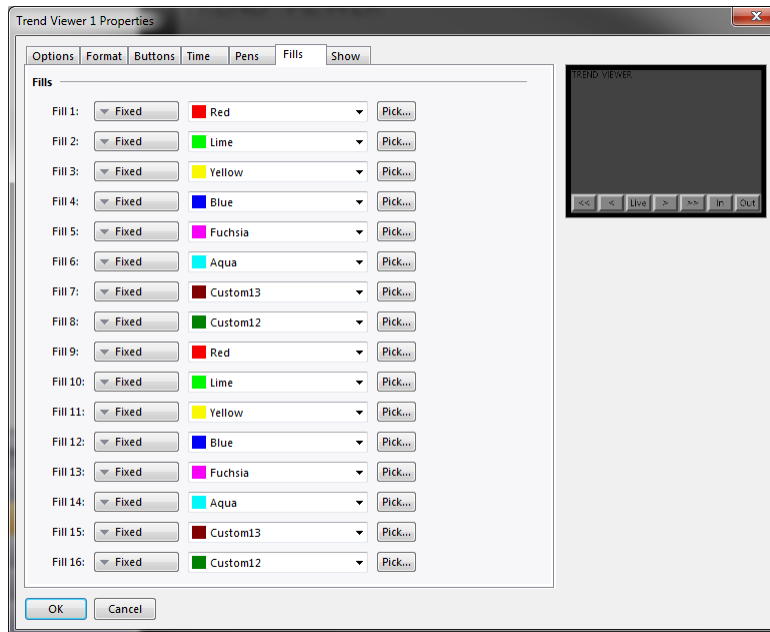 Trend Viewer 1 Properties
Options Format Buttons Time Pens Fills Show
Fills
Fill 1: Fixed Red Pick...
Fill 2: Fixed Lime Pick...
Fill 3: Fixed Yellow Pick...
Fill 4: Fixed Blue Pick...
Fill 5: Fixed Fuchsia Pick...
Fill 6: Fixed Aqua Pick...
Fill 7: Fixed Custom13 Pick...
Fill 8: Fixed Custom12 Pick...
Fill 9: Fixed Red Pick...
Fill 10: Fixed Lime Pick...
Fill 11: Fixed Yellow Pick...
Fill 12: Fixed Blue Pick...
Fill 13: Fixed Fuchsia Pick...
Fill 14: Fixed Aqua Pick...
Fill 15: Fixed Custom13 Pick...
Fill 16: Fixed Custom12 Pick...
OK Cancel
TREND VIEWER
<< < Live > >> In Out